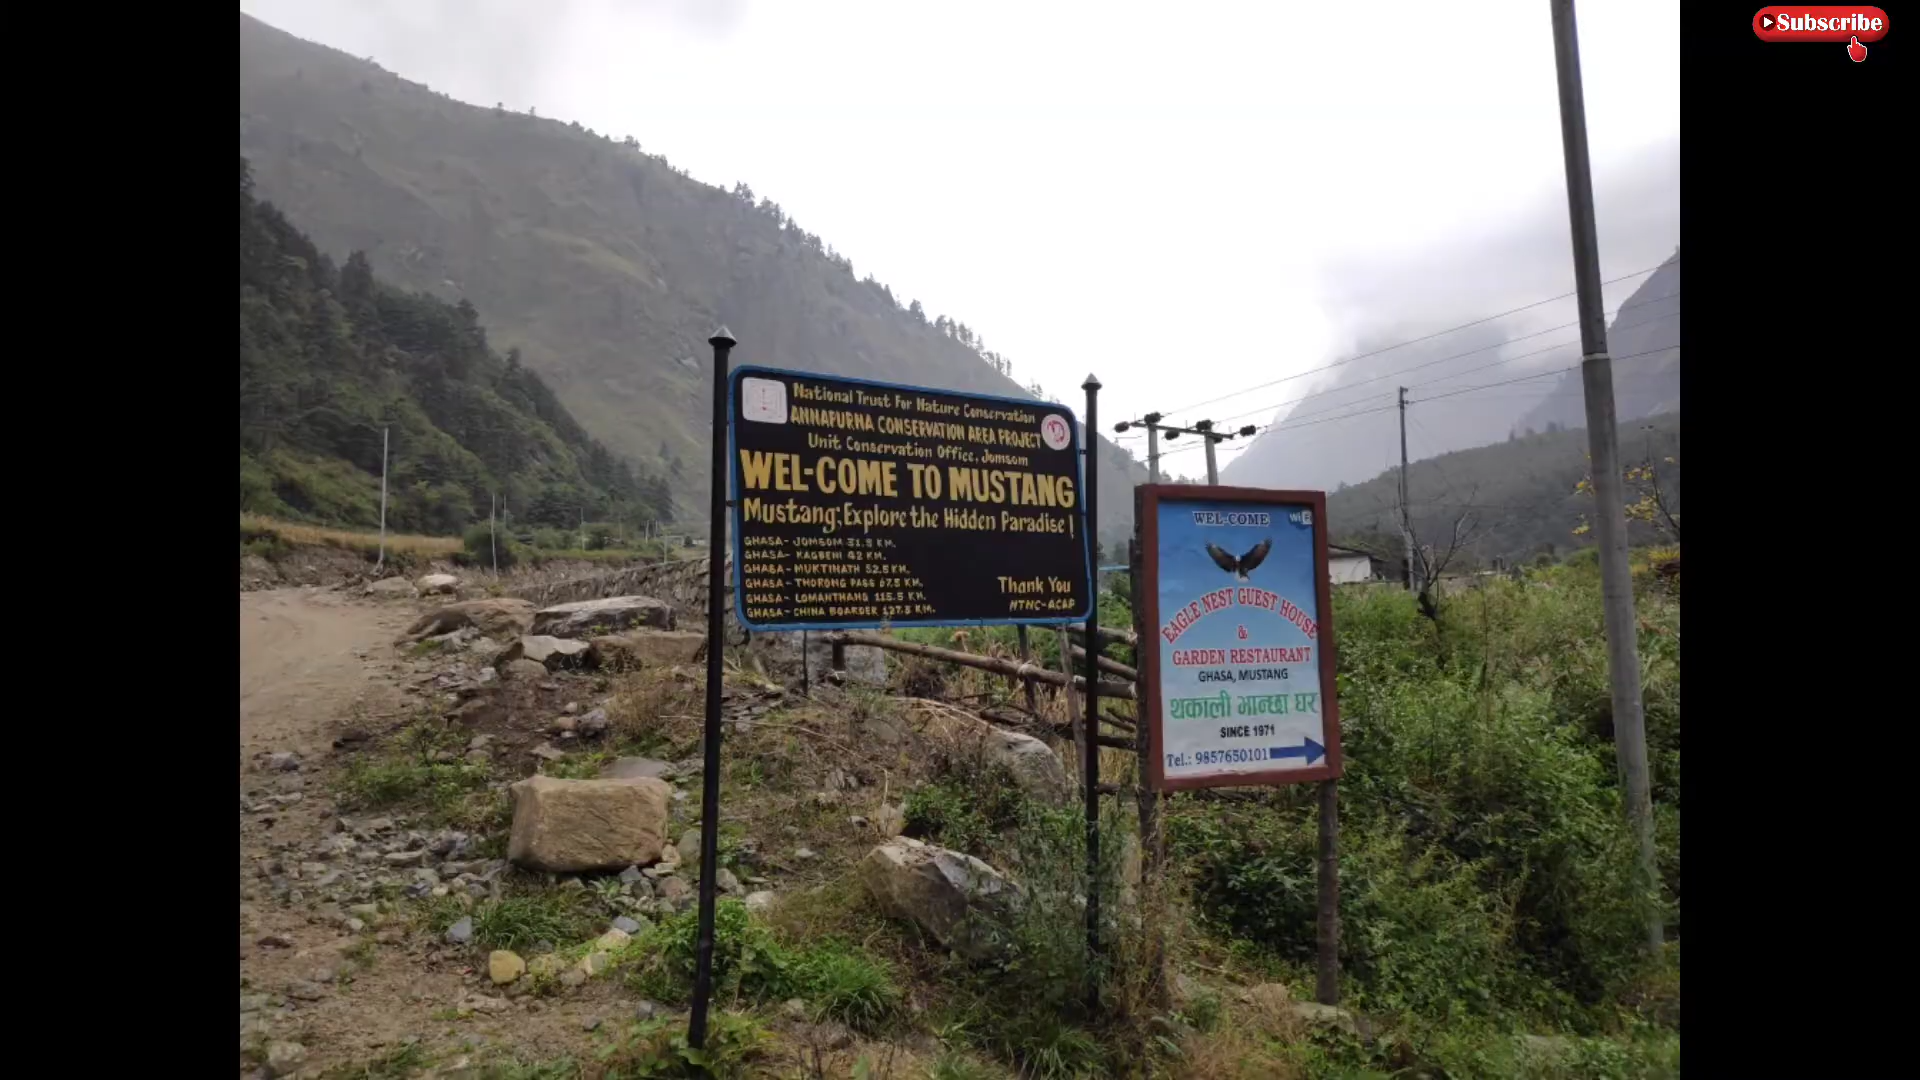 Subscribe
National Trust For Nature Conservation
ANNAPURNA CONSERVATION AREA PROJECT
Unit Conservation Office, Jomsom
WEL-COME TO MUSTANG
Mustang;Explore the Hidden Paradise!
GHASA- JOMSOM 31.5 KM.
GHASA- KAGBENI 42 KM.
GHASA- MUKTINATH 52.5 KM.
GHASA- THORONG PASS 67.5 KM.
GHASA- LOMANTHANG 115.5 KM.
GHASA- CHINA BOARDER 137.5 KM.
Thank You
NTNC-ACAP
WEL-COME
WiFi
EAGLE NEST GUEST HOUSE
&
GARDEN RESTAURANT
GHASA, MUSTANG
थकाली भान्छा घर
SINCE 1971
Tel.: 9857650101